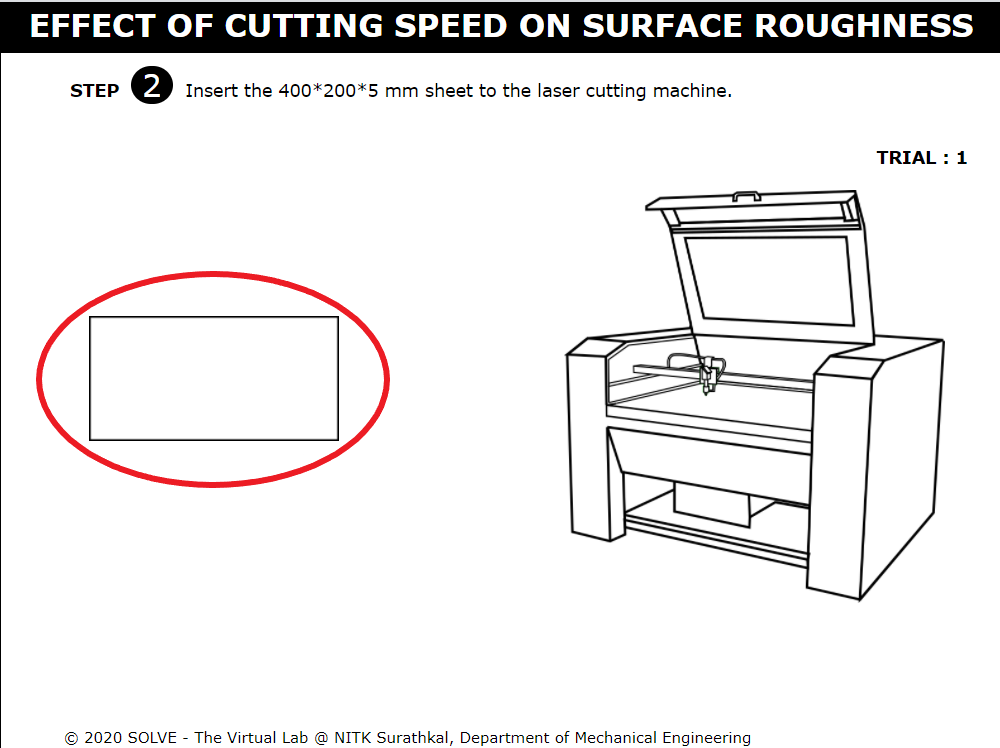 EFFECT OF CUTTING SPEED ON SURFACE ROUGHNESS
STEP 2 Insert the 400*200*5 mm sheet to the laser cutting machine.
TRIAL : 1
© 2020 SOLVE - The Virtual Lab @ NITK Surathkal, Department of Mechanical Engineering